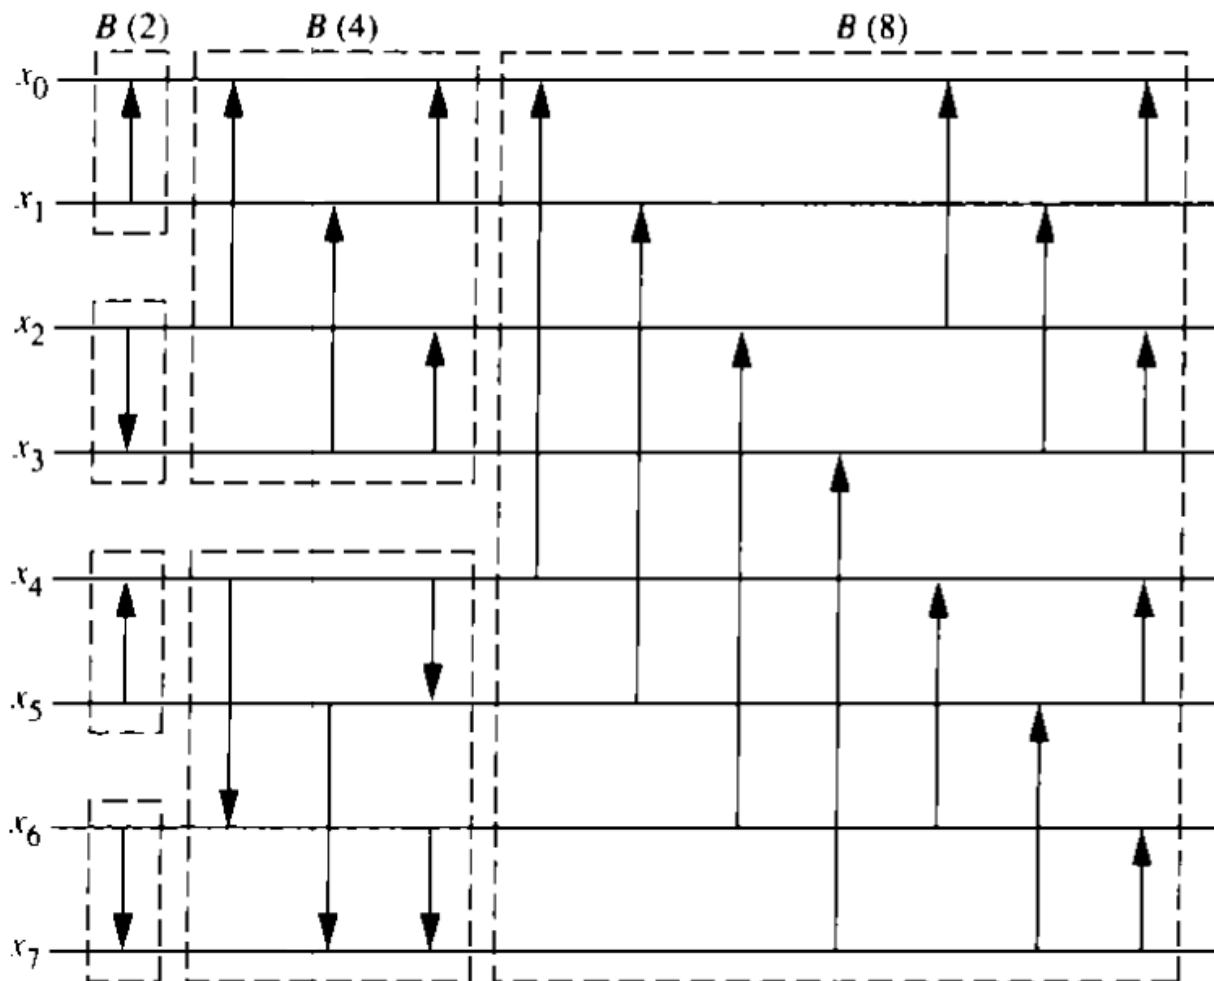 B (2) B (4) B (8)
x₀
x₁
x₂
x₃
x₄
x₅
x₆
x₇